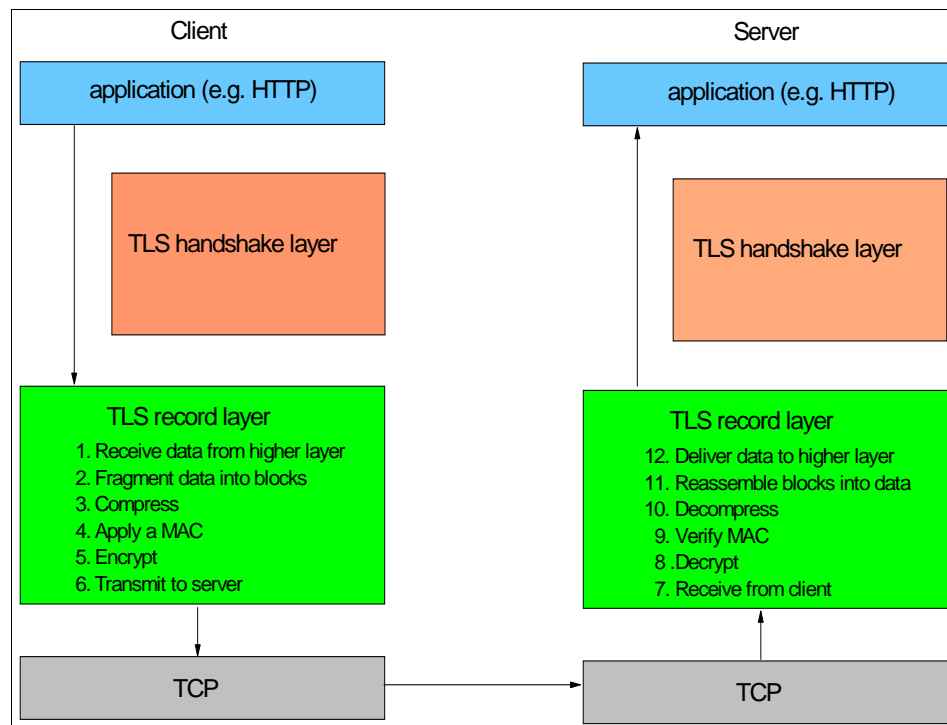 Client
application (e.g. HTTP)
TLS handshake layer
TLS record layer
1. Receive data from higher layer
2. Fragment data into blocks
3. Compress
4. Apply a MAC
5. Encrypt
6. Transmit to server
TCP
Server
application (e.g. HTTP)
TLS handshake layer
TLS record layer
12. Deliver data to higher layer
11. Reassemble blocks into data
10. Decompress
9. Verify MAC
8 .Decrypt
7. Receive from client
TCP